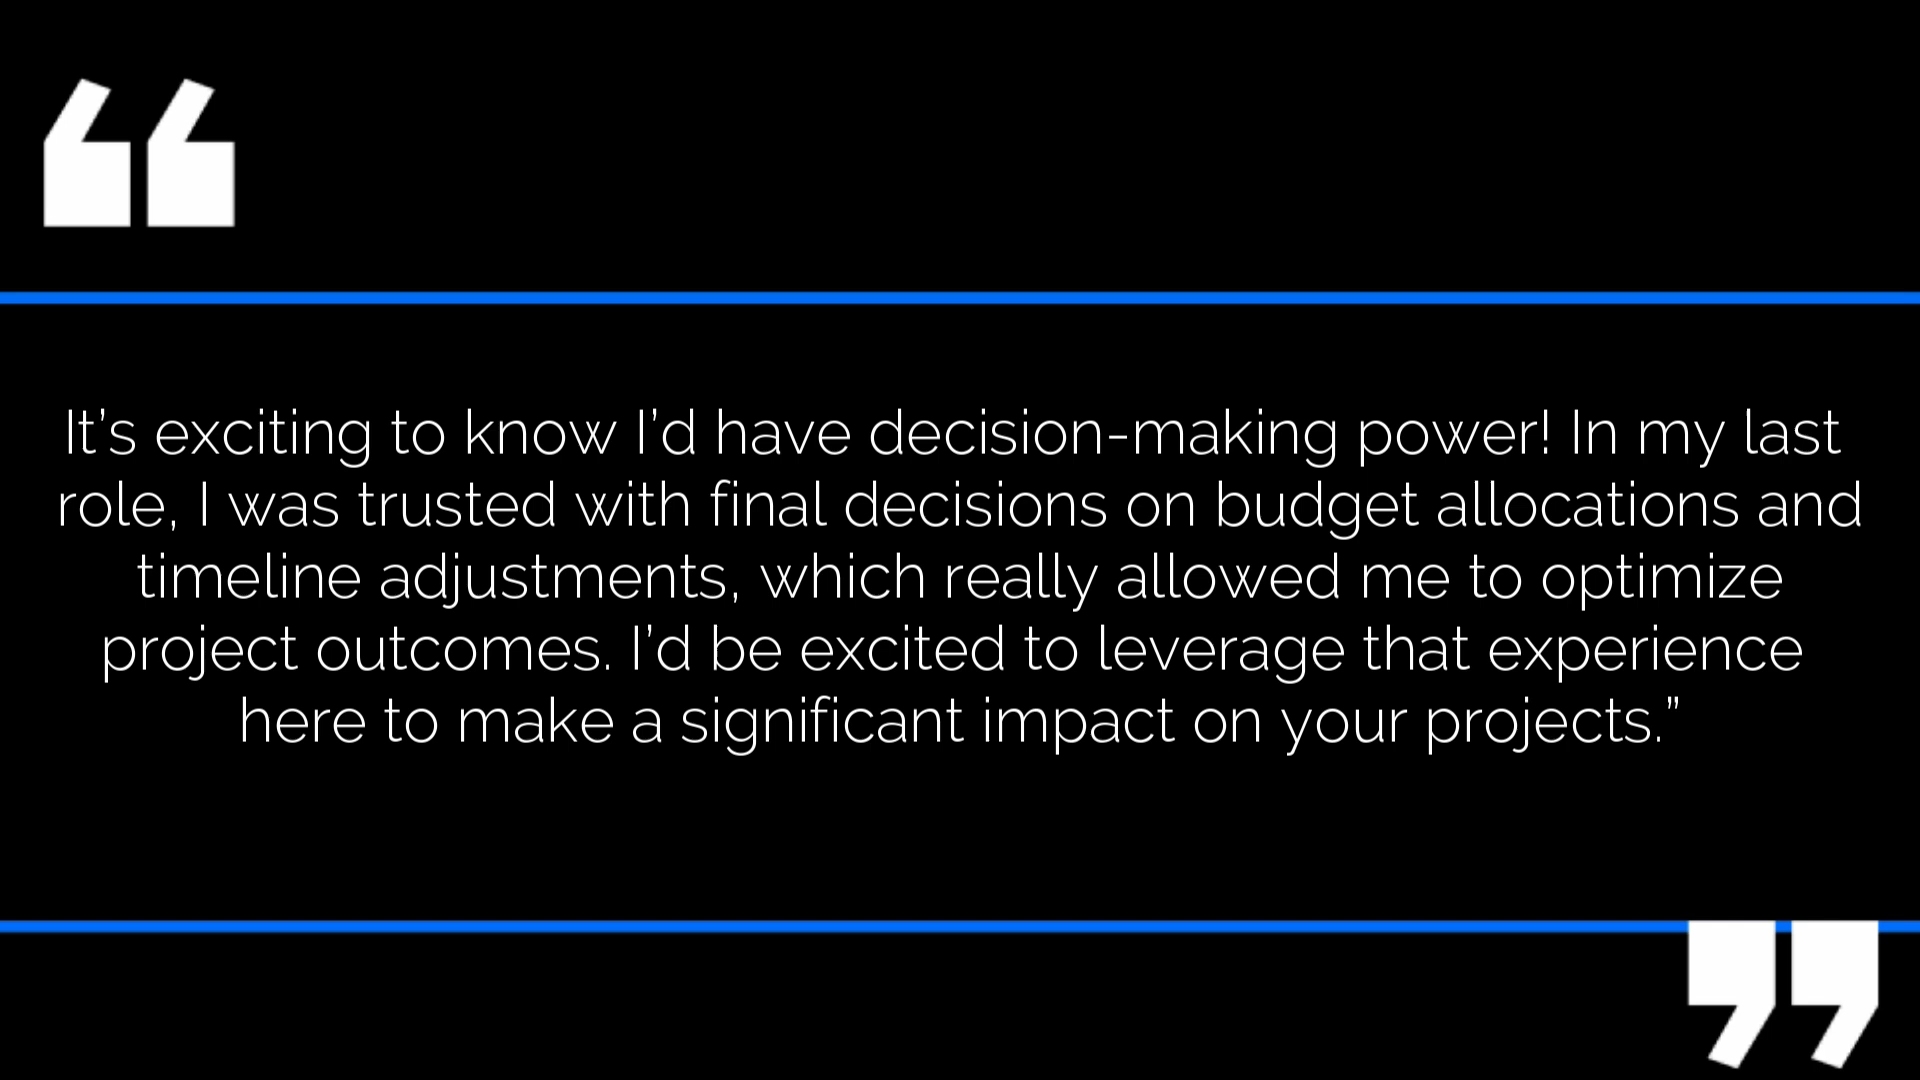 It’s exciting to know I’d have decision-making power! In my last
role, I was trusted with final decisions on budget allocations and
timeline adjustments, which really allowed me to optimize
project outcomes. I’d be excited to leverage that experience
here to make a significant impact on your projects.”